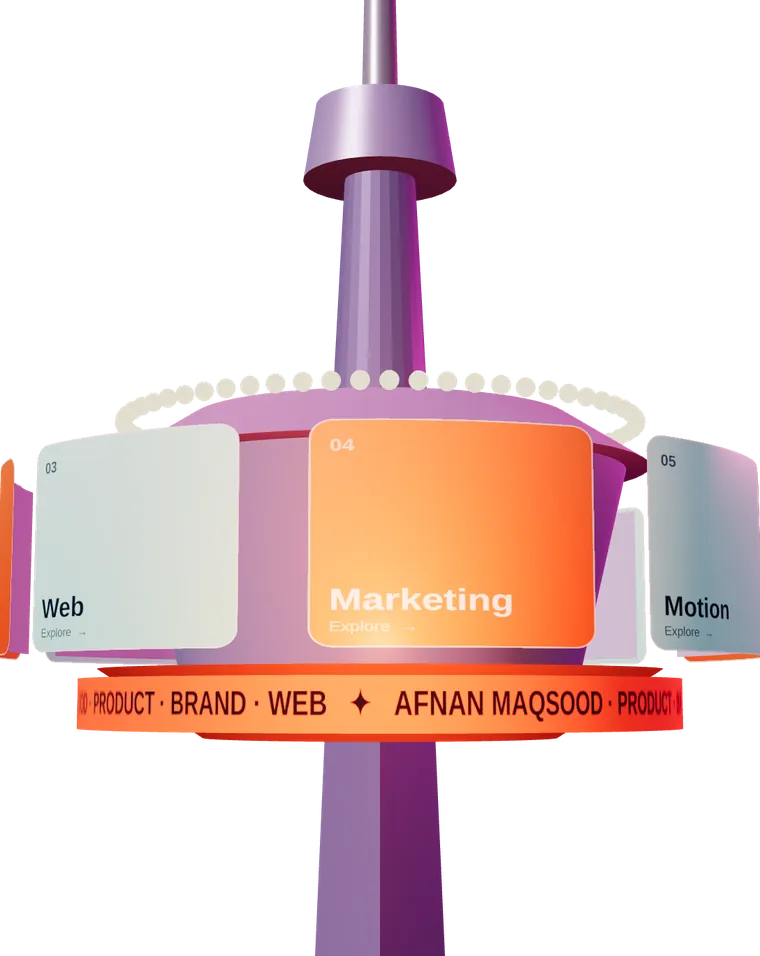 03
Web
Explore →
04
Marketing
Explore →
05
Motion
Explore →
PRODUCT · BRAND · WEB ✦ AFNAN MAQSOOD · PRODUCT ·